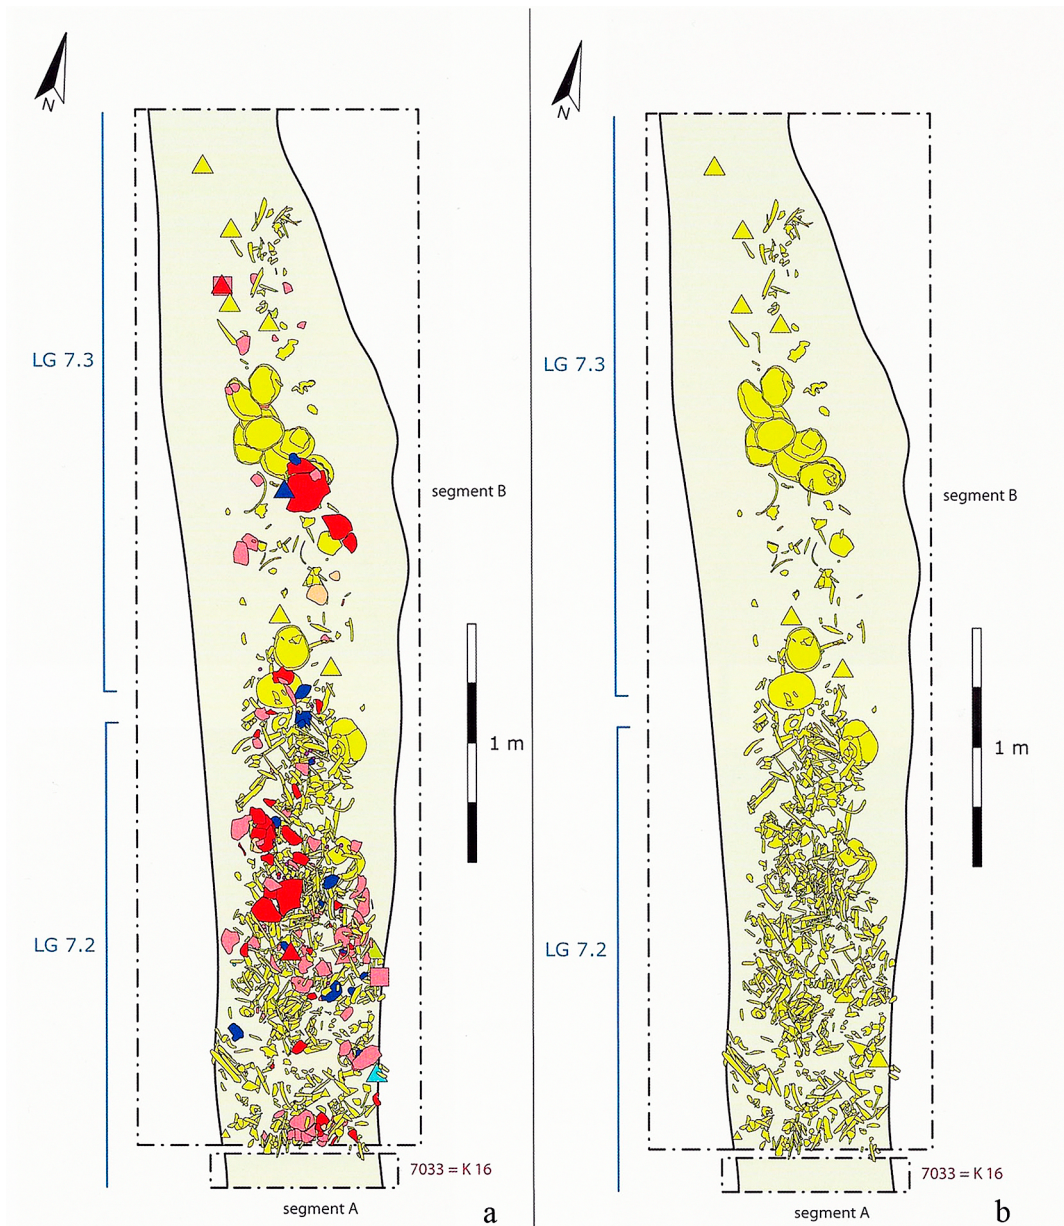 N
LG 7.3
segment B
1 m
LG 7.2
7033 = K 16
segment A
a
N
LG 7.3
segment B
1 m
LG 7.2
7033 = K 16
segment A
b